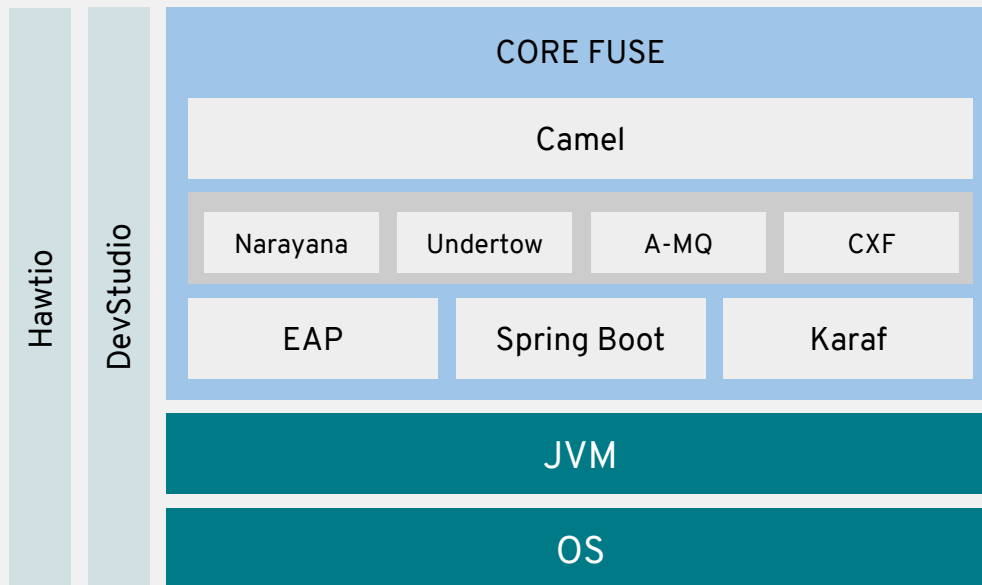 Hawtio
DevStudio
CORE FUSE
Camel
Narayana
Undertow
A-MQ
CXF
EAP
Spring Boot
Karaf
JVM
OS